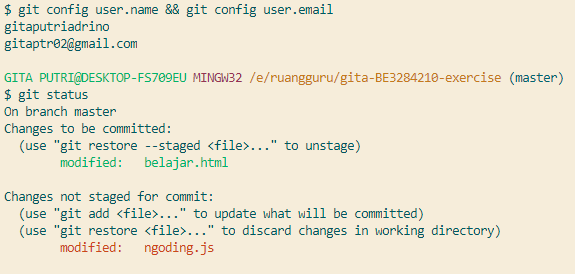 $ git config user.name && git config user.email
gitaputriadrino
gitaptr02@gmail.com

GITA PUTRI@DESKTOP-FS709EU MINGW32 /e/ruangguru/gita-BE3284210-exercise (master)
$ git status
On branch master
Changes to be committed:
  (use "git restore --staged <file>..." to unstage)
        modified:   belajar.html

Changes not staged for commit:
  (use "git add <file>..." to update what will be committed)
  (use "git restore <file>..." to discard changes in working directory)
        modified:   ngoding.js